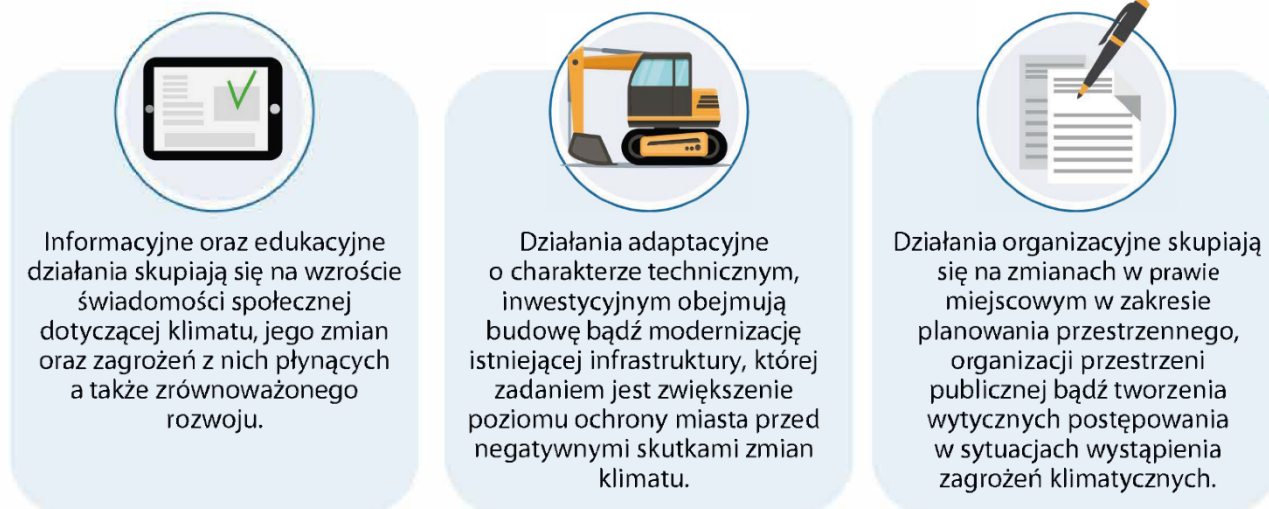 Informacyjne oraz edukacyjne
działania skupiają się na wzroście
świadomości społecznej
dotyczącej klimatu, jego zmian
oraz zagrożeń z nich płynących
a także zrównoważonego
rozwoju.
Działania adaptacyjne
o charakterze technicznym,
inwestycyjnym obejmują
budowę bądź modernizację
istniejącej infrastruktury, której
zadaniem jest zwiększenie
poziomu ochrony miasta przed
negatywnymi skutkami zmian
klimatu.
Działania organizacyjne skupiają
się na zmianach w prawie
miejscowym w zakresie
planowania przestrzennego,
organizacji przestrzeni
publicznej bądź tworzenia
wytycznych postępowania
w sytuacjach wystąpienia
zagrożeń klimatycznych.